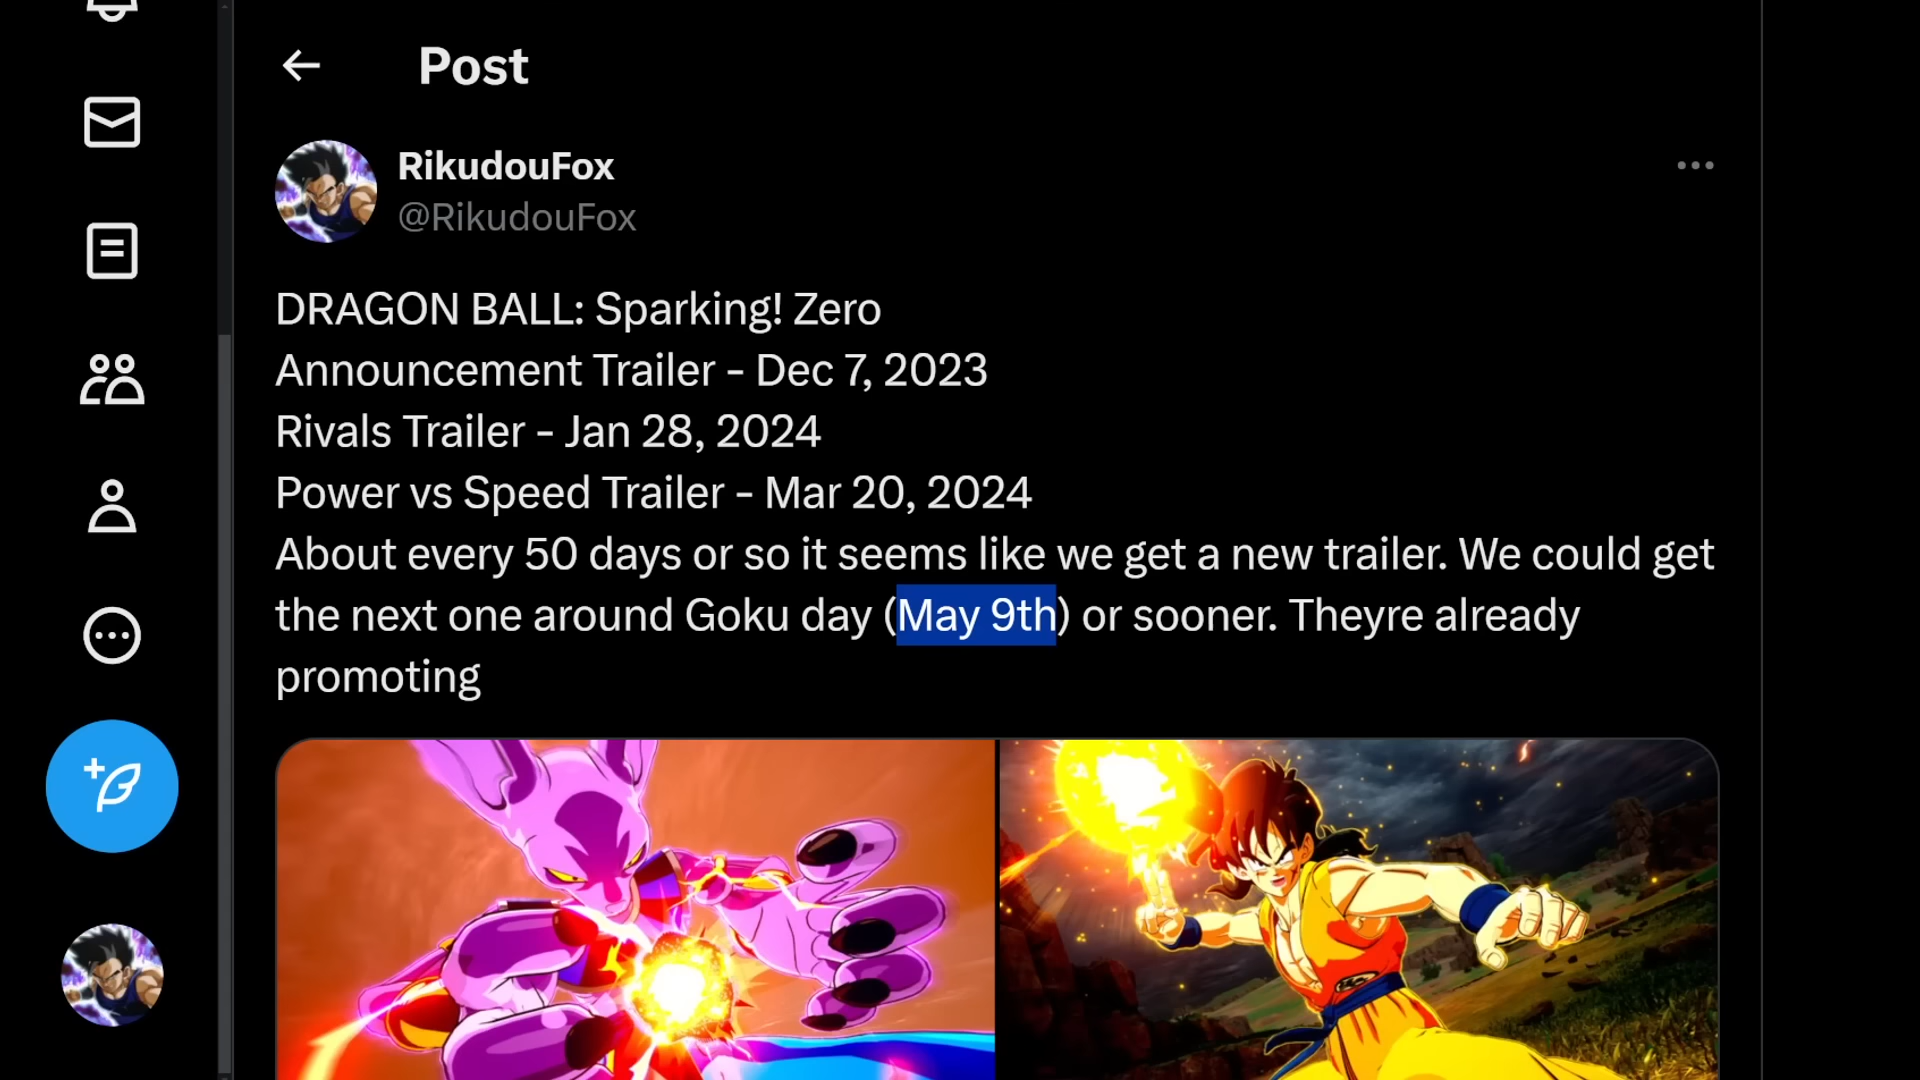 Post
RikudouFox
@RikudouFox
DRAGON BALL: Sparking! Zero
Announcement Trailer - Dec 7, 2023
Rivals Trailer - Jan 28, 2024
Power vs Speed Trailer - Mar 20, 2024
About every 50 days or so it seems like we get a new trailer. We could get
the next one around Goku day (May 9th) or sooner. Theyre already
promoting